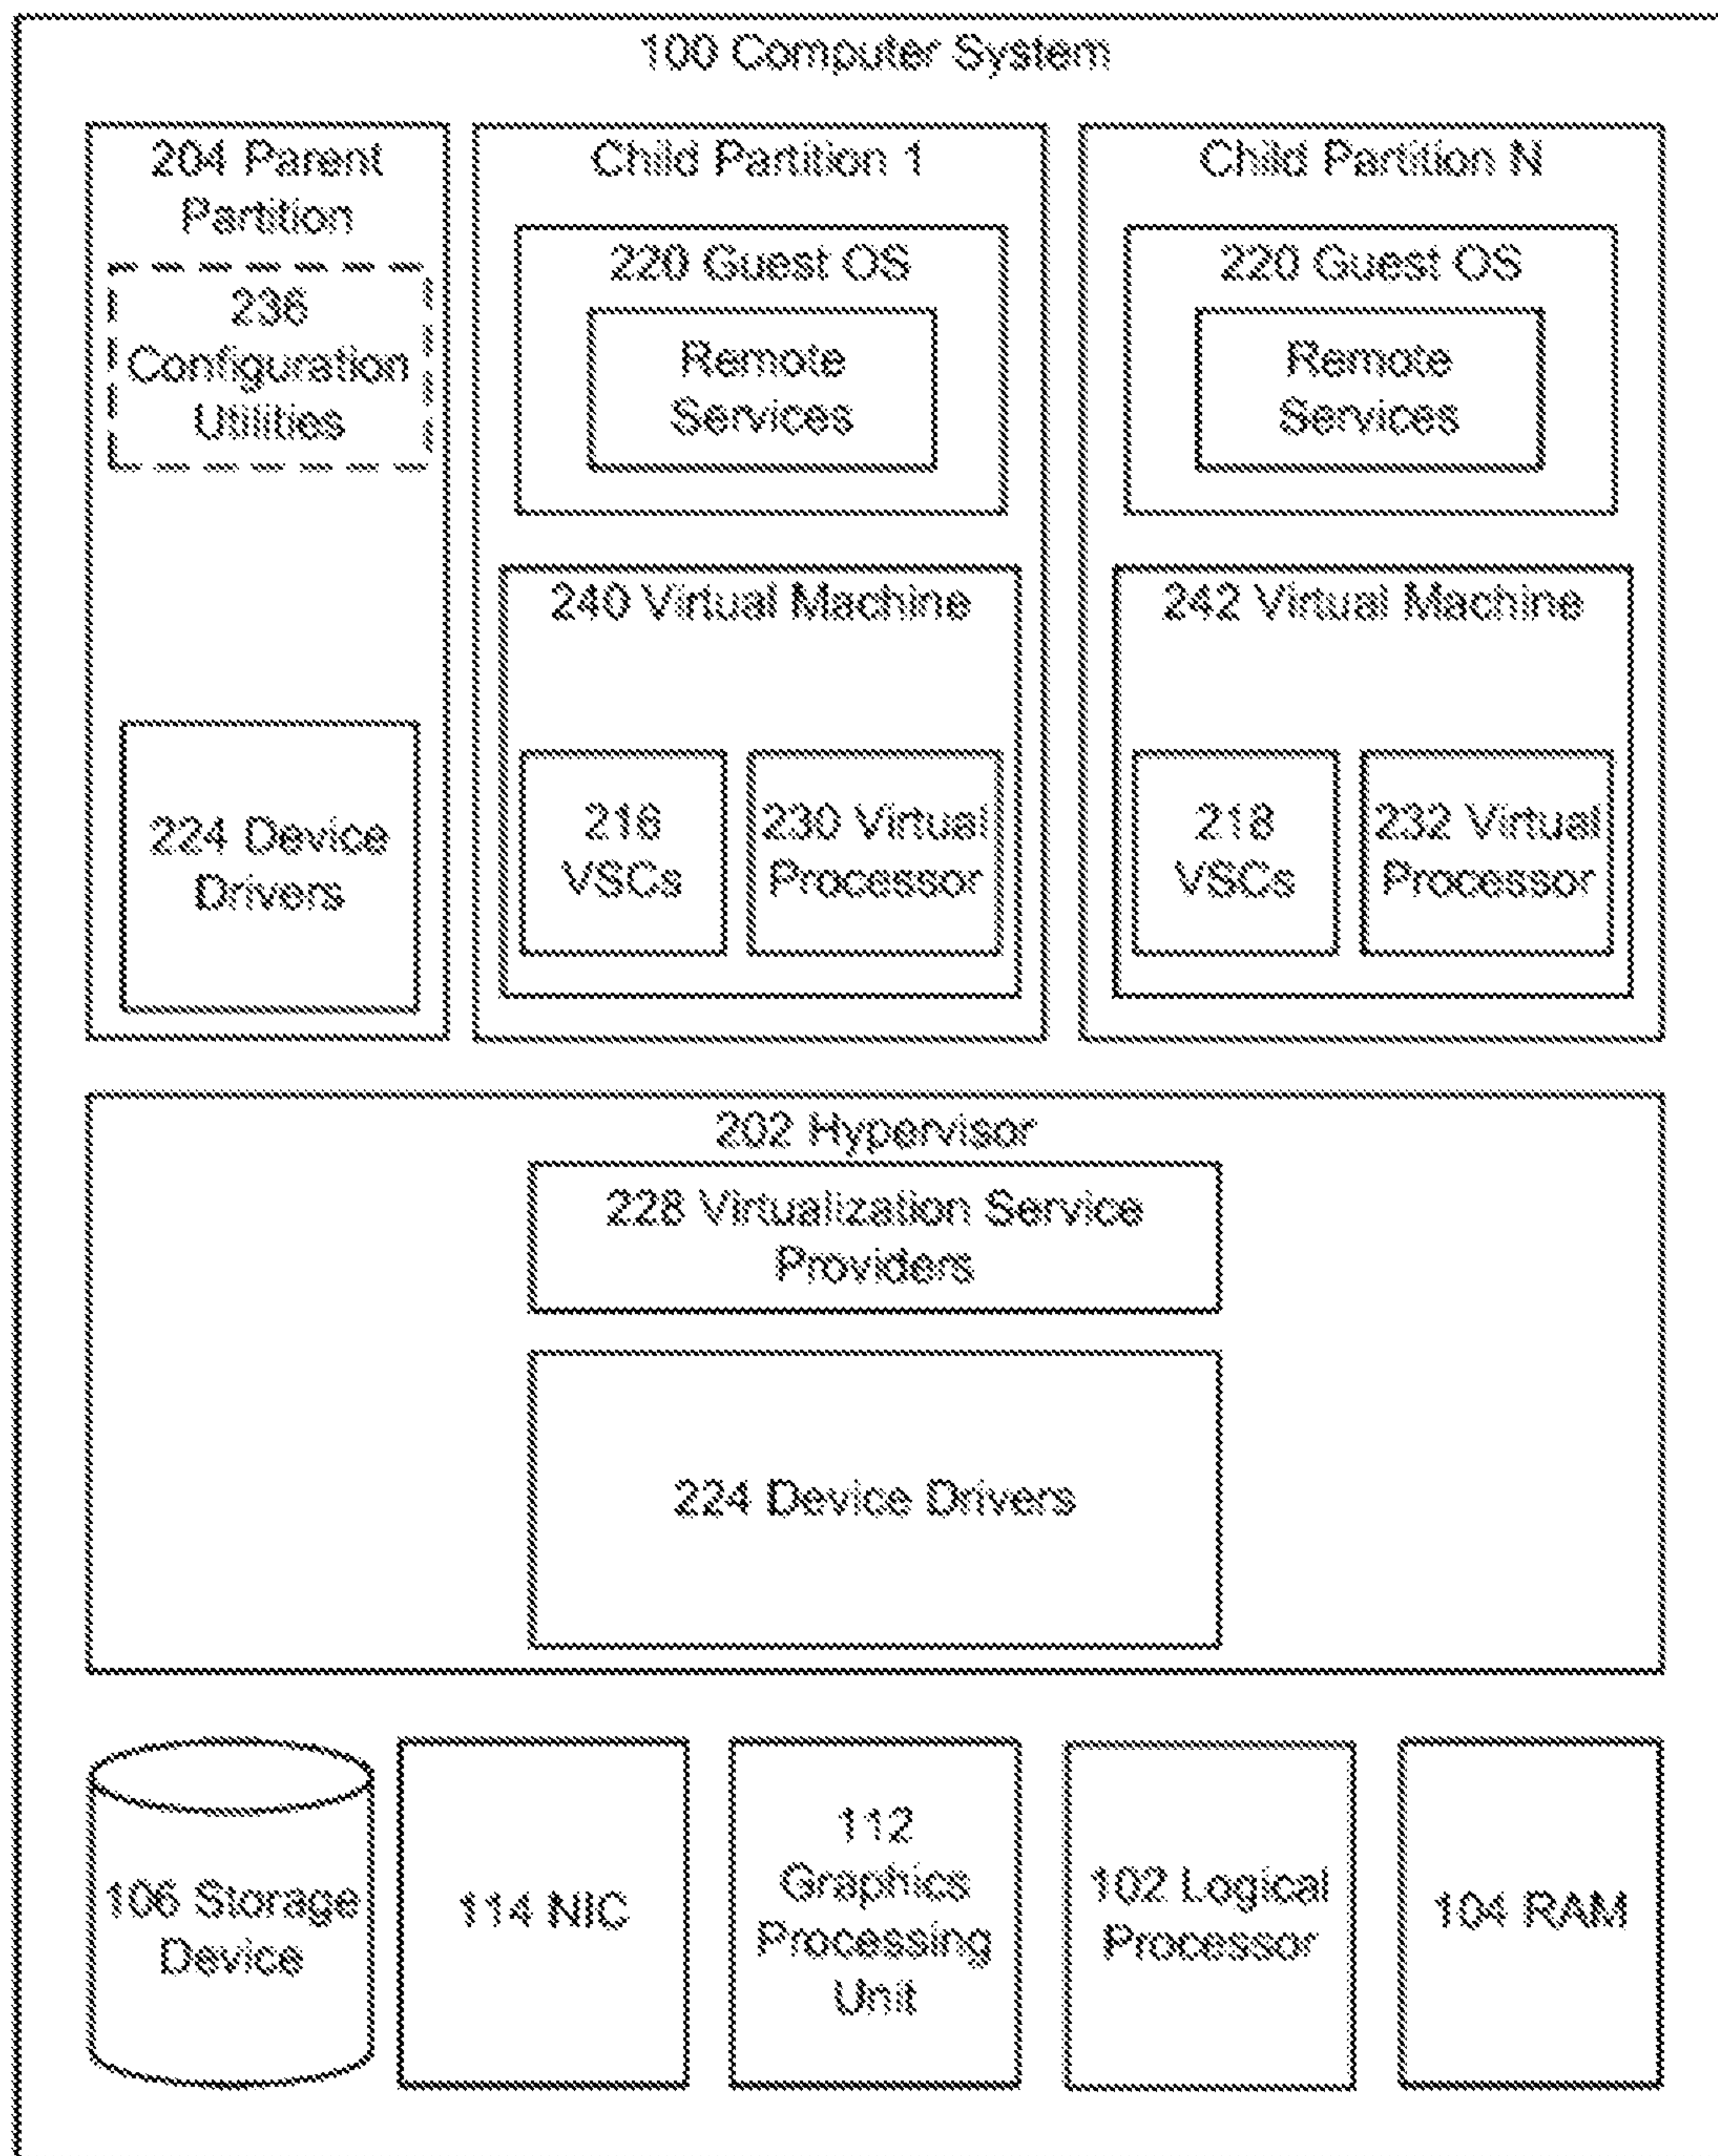 100 Computer System
204 Parent
Partition
236
Configuration
Utilities
224 Device
Drivers
Child Partition 1
220 Guest OS
Remote
Services
240 Virtual Machine
216
VSCs
230 Virtual
Processor
Child Partition N
220 Guest OS
Remote
Services
242 Virtual Machine
218
VSCs
232 Virtual
Processor
202 Hypervisor
228 Virtualization Service
Providers
224 Device Drivers
106 Storage
Device
114 NIC
112
Graphics
Processing
Unit
102 Logical
Processor
104 RAM